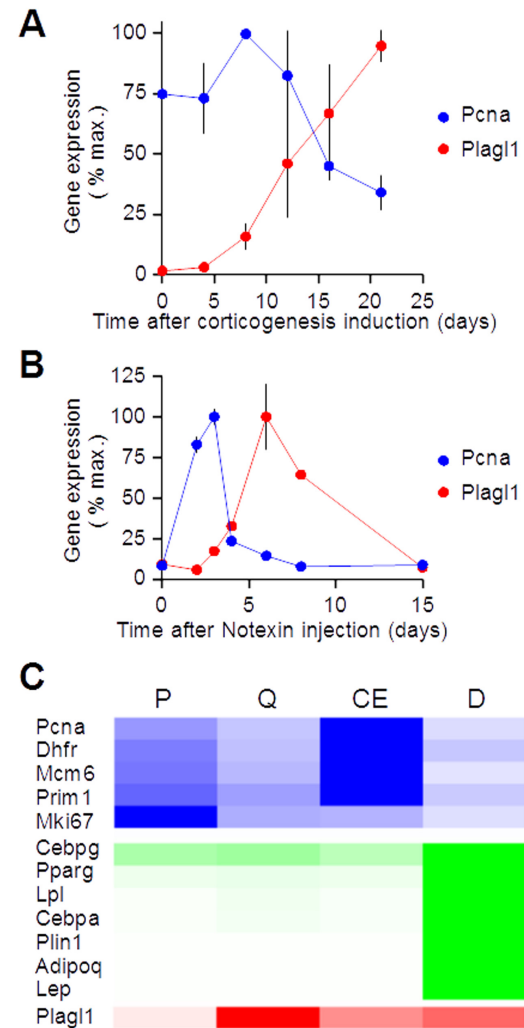 A
100
75
50
25
0
Gene expression
( % max.)
Pcna
Plagl1
0 5 10 15 20 25
Time after corticogenesis induction (days)
B
125
100
75
50
25
0
Gene expression
( % max.)
Pcna
Plagl1
0 5 10 15
Time after Notexin injection (days)
C
P Q CE D
Pcna
Dhfr
Mcm6
Prim1
Mki67
Cebpg
Pparg
Lpl
Cebpa
Plin1
Adipoq
Lep
Plagl1